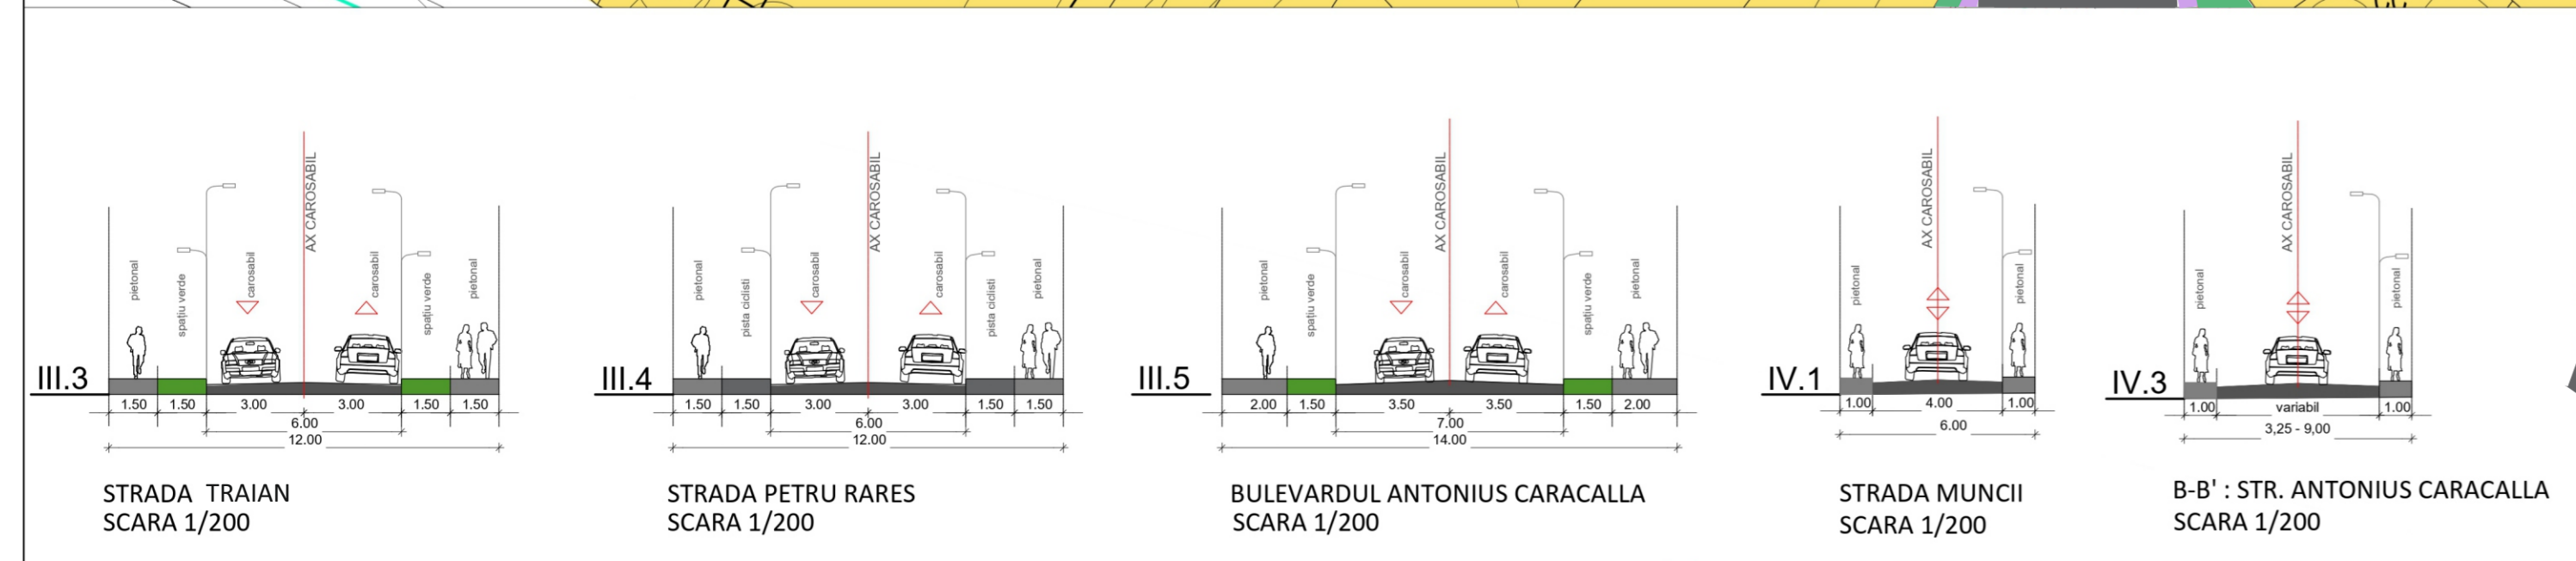 III.3
AX CAROSABIL
pietonal
spațiu verde
carosabil
carosabil
spațiu verde
pietonal
1.50 1.50 3.00 3.00 1.50 1.50
6.00
12.00
STRADA TRAIAN
SCARA 1/200
III.4
AX CAROSABIL
pietonal
pista ciclisti
carosabil
carosabil
pista ciclisti
pietonal
1.50 1.50 3.00 3.00 1.50 1.50
6.00
12.00
STRADA PETRU RARES
SCARA 1/200
III.5
AX CAROSABIL
pietonal
spațiu verde
carosabil
carosabil
spațiu verde
pietonal
2.00 1.50 3.50 3.50 1.50 2.00
7.00
14.00
BULEVARDUL ANTONIUS CARACALLA
SCARA 1/200
IV.1
AX CAROSABIL
pietonal
pietonal
1.00 4.00 1.00
6.00
STRADA MUNCII
SCARA 1/200
IV.3
AX CAROSABIL
pietonal
pietonal
1.00 variabil 1.00
3,25 - 9,00
B-B' : STR. ANTONIUS CARACALLA
SCARA 1/200